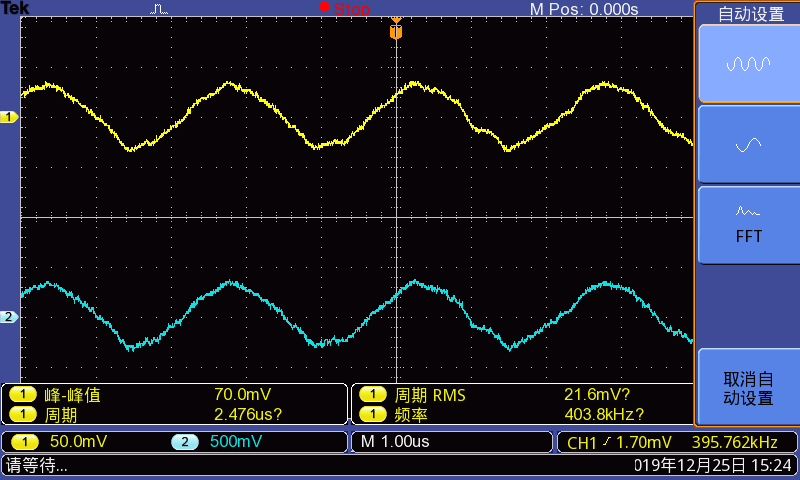 Tek Stop M Pos: 0.000s
自动设置
T
1
FFT
2
取消自
动设置
1 峰-峰值 70.0mV 1 周期 RMS 21.6mV?
1 周期 2.476us? 1 频率 403.8kHz?
1 50.0mV 2 500mV M 1.00us CH1 1.70mV 395.762kHz
请等待... 019年12月25日 15:24